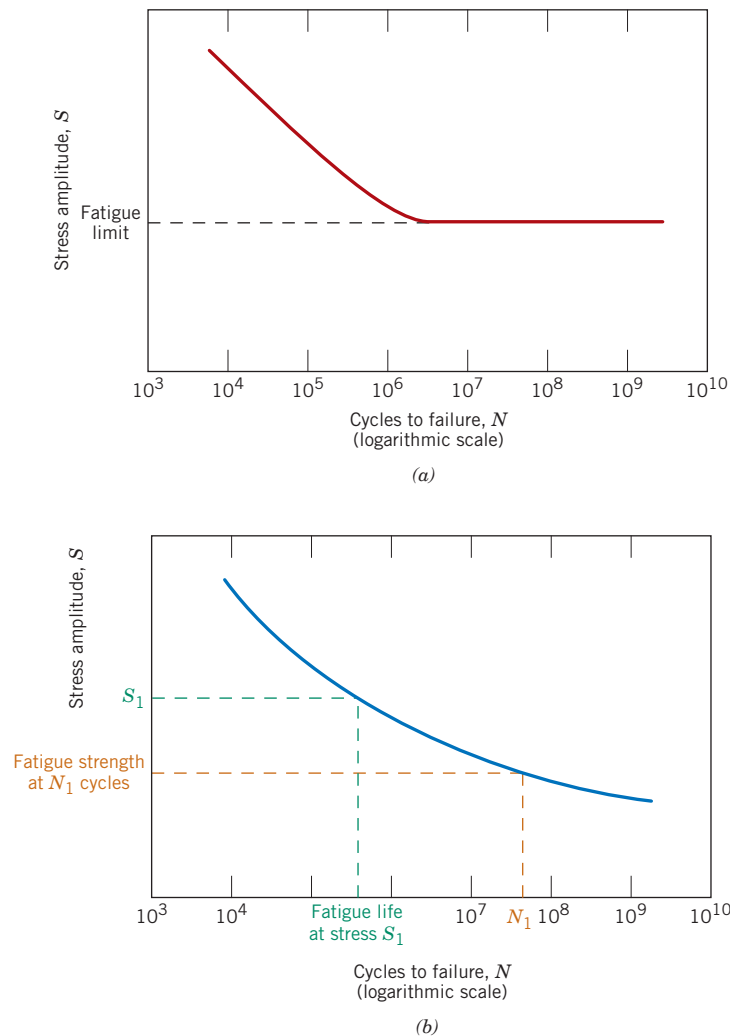 Stress amplitude, S
Fatigue
limit
10³ 10⁴ 10⁵ 10⁶ 10⁷ 10⁸ 10⁹ 10¹⁰
Cycles to failure, N
(logarithmic scale)
(a)
Stress amplitude, S
S₁
Fatigue strength
at N₁ cycles
10³ 10⁴ Fatigue life 10⁷ N₁ 10⁸ 10⁹ 10¹⁰
at stress S₁
Cycles to failure, N
(logarithmic scale)
(b)